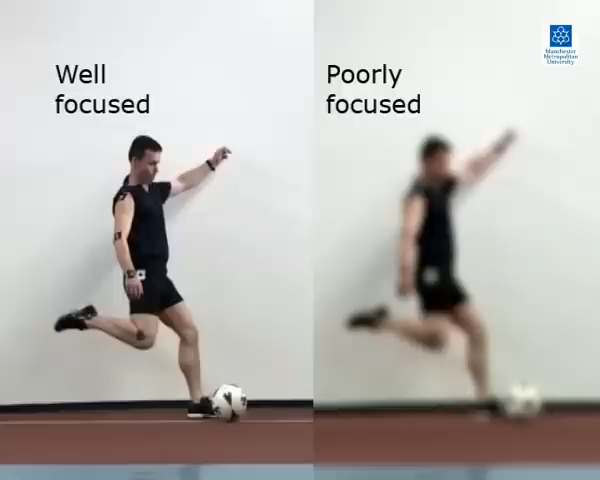 Well
focused
Poorly
focused
Manchester
Metropolitan
University